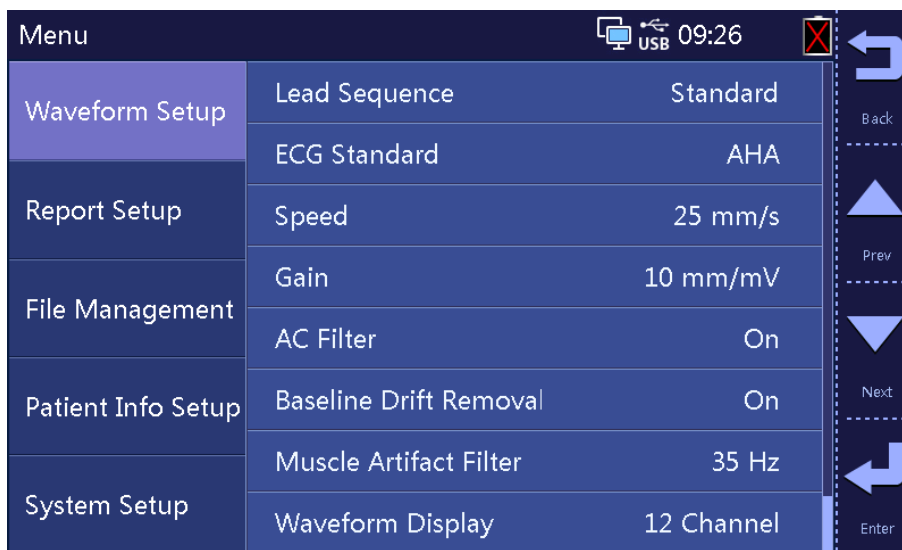 Menu USB 09:26
Back
Prev
Next
Enter
Waveform Setup
Report Setup
File Management
Patient Info Setup
System Setup
Lead Sequence Standard
ECG Standard AHA
Speed 25 mm/s
Gain 10 mm/mV
AC Filter On
Baseline Drift Removal On
Muscle Artifact Filter 35 Hz
Waveform Display 12 Channel